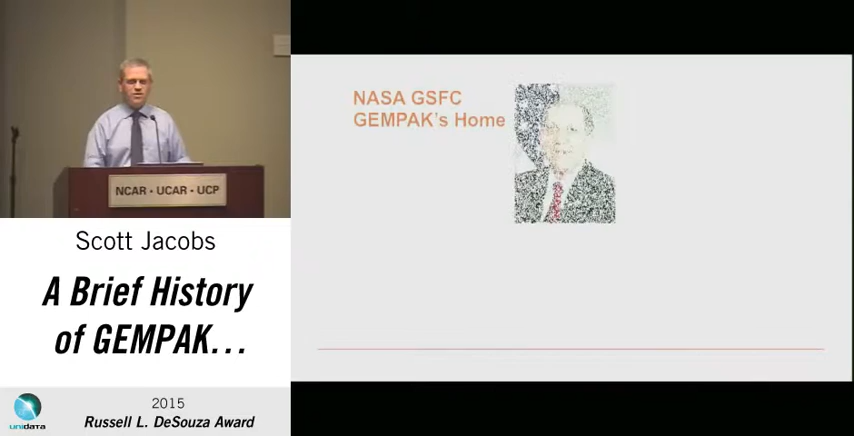 NASA GSFC
GEMPAK's Home
NCAR • UCAR • UCP
Scott Jacobs
A Brief History
of GEMPAK...
unidata
2015
Russell L. DeSouza Award